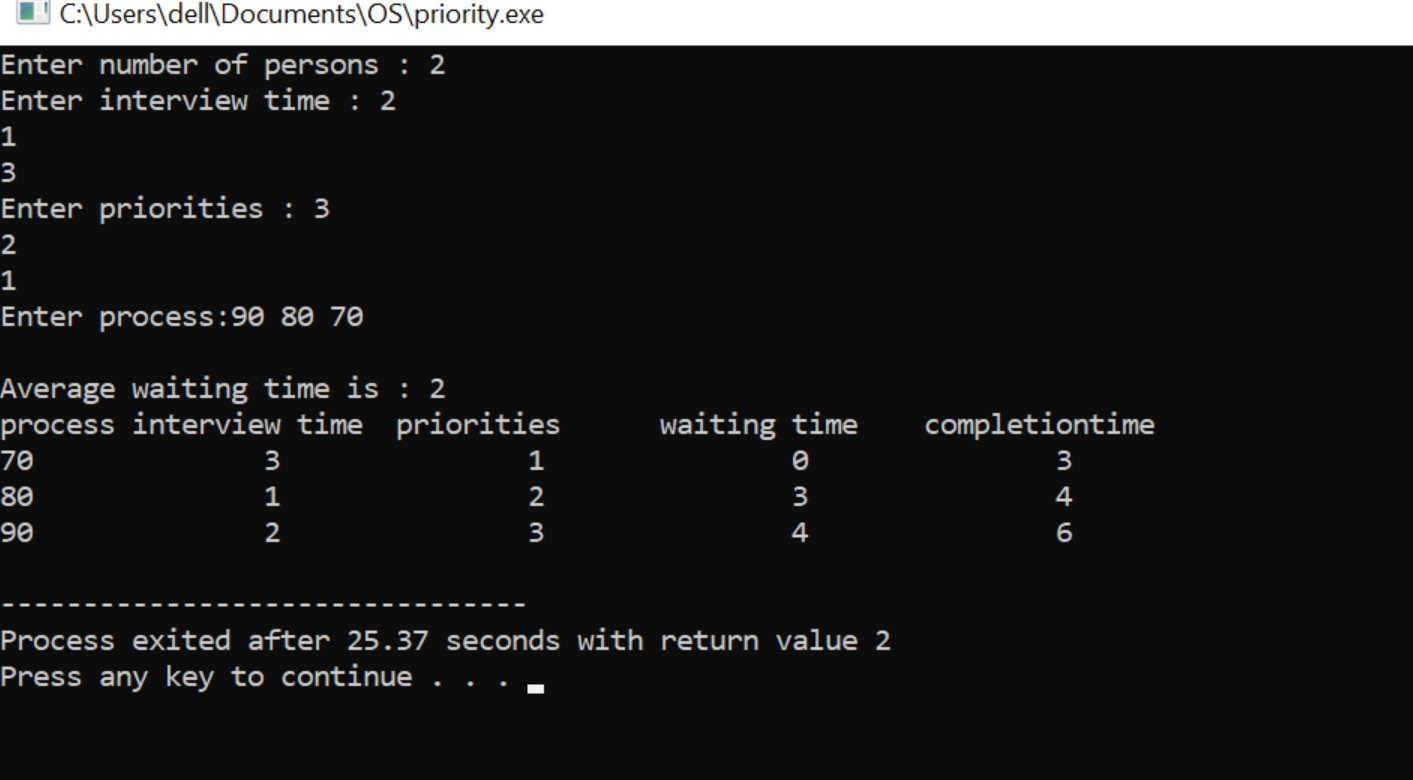 C:\Users\dell\Documents\OS\priority.exe
Enter number of persons : 2
Enter interview time : 2
1
3
Enter priorities : 3
2
1
Enter process:90 80 70
Average waiting time is : 2
process interview time  priorities      waiting time    completiontime
70              3               1               0               3
80              1               2               3               4
90              2               3               4               6
--------------------------------
Process exited after 25.37 seconds with return value 2
Press any key to continue . . .